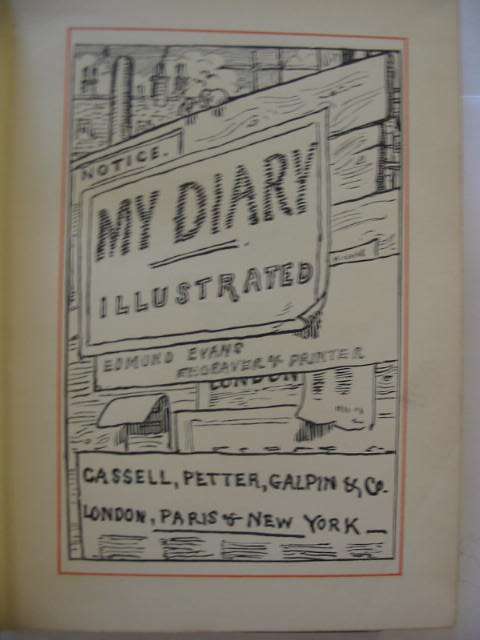 NOTICE.
MY DIARY
ILLUSTRATED
EDMUND EVANS
ENGRAVER & PRINTER
LONDON
CASSELL, PETTER, GALPIN & Co.
LONDON, PARIS & NEW YORK